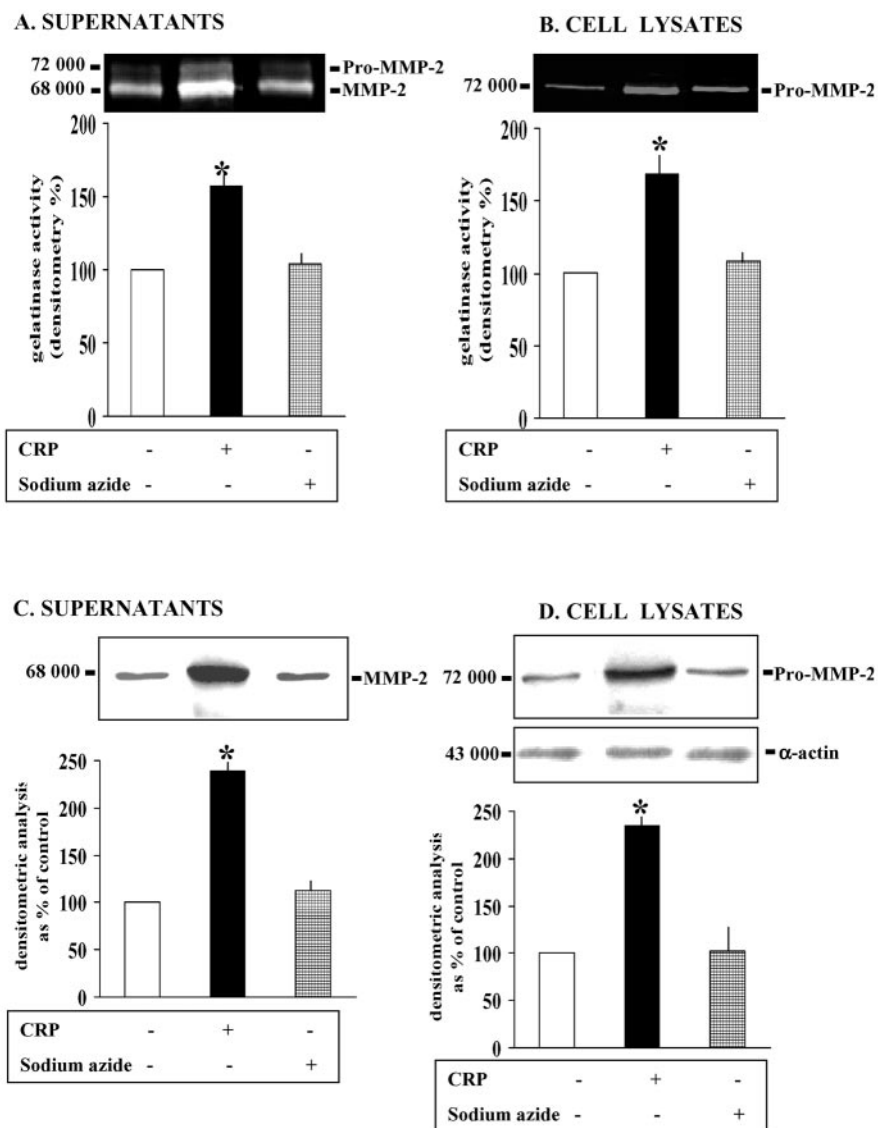 A. SUPERNATANTS
72 000
68 000
Pro-MMP-2
MMP-2
200
150
100
50
0
gelatinase activity
(densitometry %)
*
CRP - + -
Sodium azide - - +
B. CELL LYSATES
72 000
Pro-MMP-2
200
150
100
50
0
gelatinase activity
(densitometry %)
*
CRP - + -
Sodium azide - - +
C. SUPERNATANTS
68 000
MMP-2
250
200
150
100
50
0
densitometric analysis
as % of control
*
CRP - + -
Sodium azide - - +
D. CELL LYSATES
72 000
Pro-MMP-2
43 000
α-actin
250
200
150
100
50
0
densitometric analysis
as % of control
*
CRP - + -
Sodium azide - - +